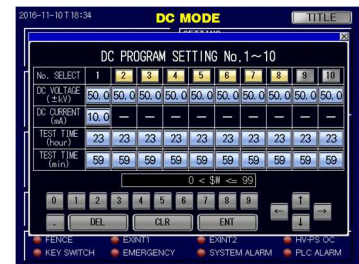 2016-11-10 T 18:34 DC MODE TITLE
DC PROGRAM SETTING No.1~10
No. SELECT 1 2 3 4 5 6 7 8 9 10
DC VOLTAGE (±kV) 50.0 50.0 50.0 50.0 50.0 50.0 50.0 50.0 50.0 50.0
DC CURRENT (mA) 10.0 — — — — — — — — —
TEST TIME (hour) 23 23 23 23 23 23 23 23 23 23
TEST TIME (min) 59 59 59 59 59 59 59 59 59 59
0 < $W <= 99
0 1 2 3 4 5 6 7 8 9 ↑
← →
. DEL CLR ENT ↓
FENCE EXINT1 EXINT2 HV-PS OC
KEY SWITCH EMERGENCY SYSTEM ALARM PLC ALARM